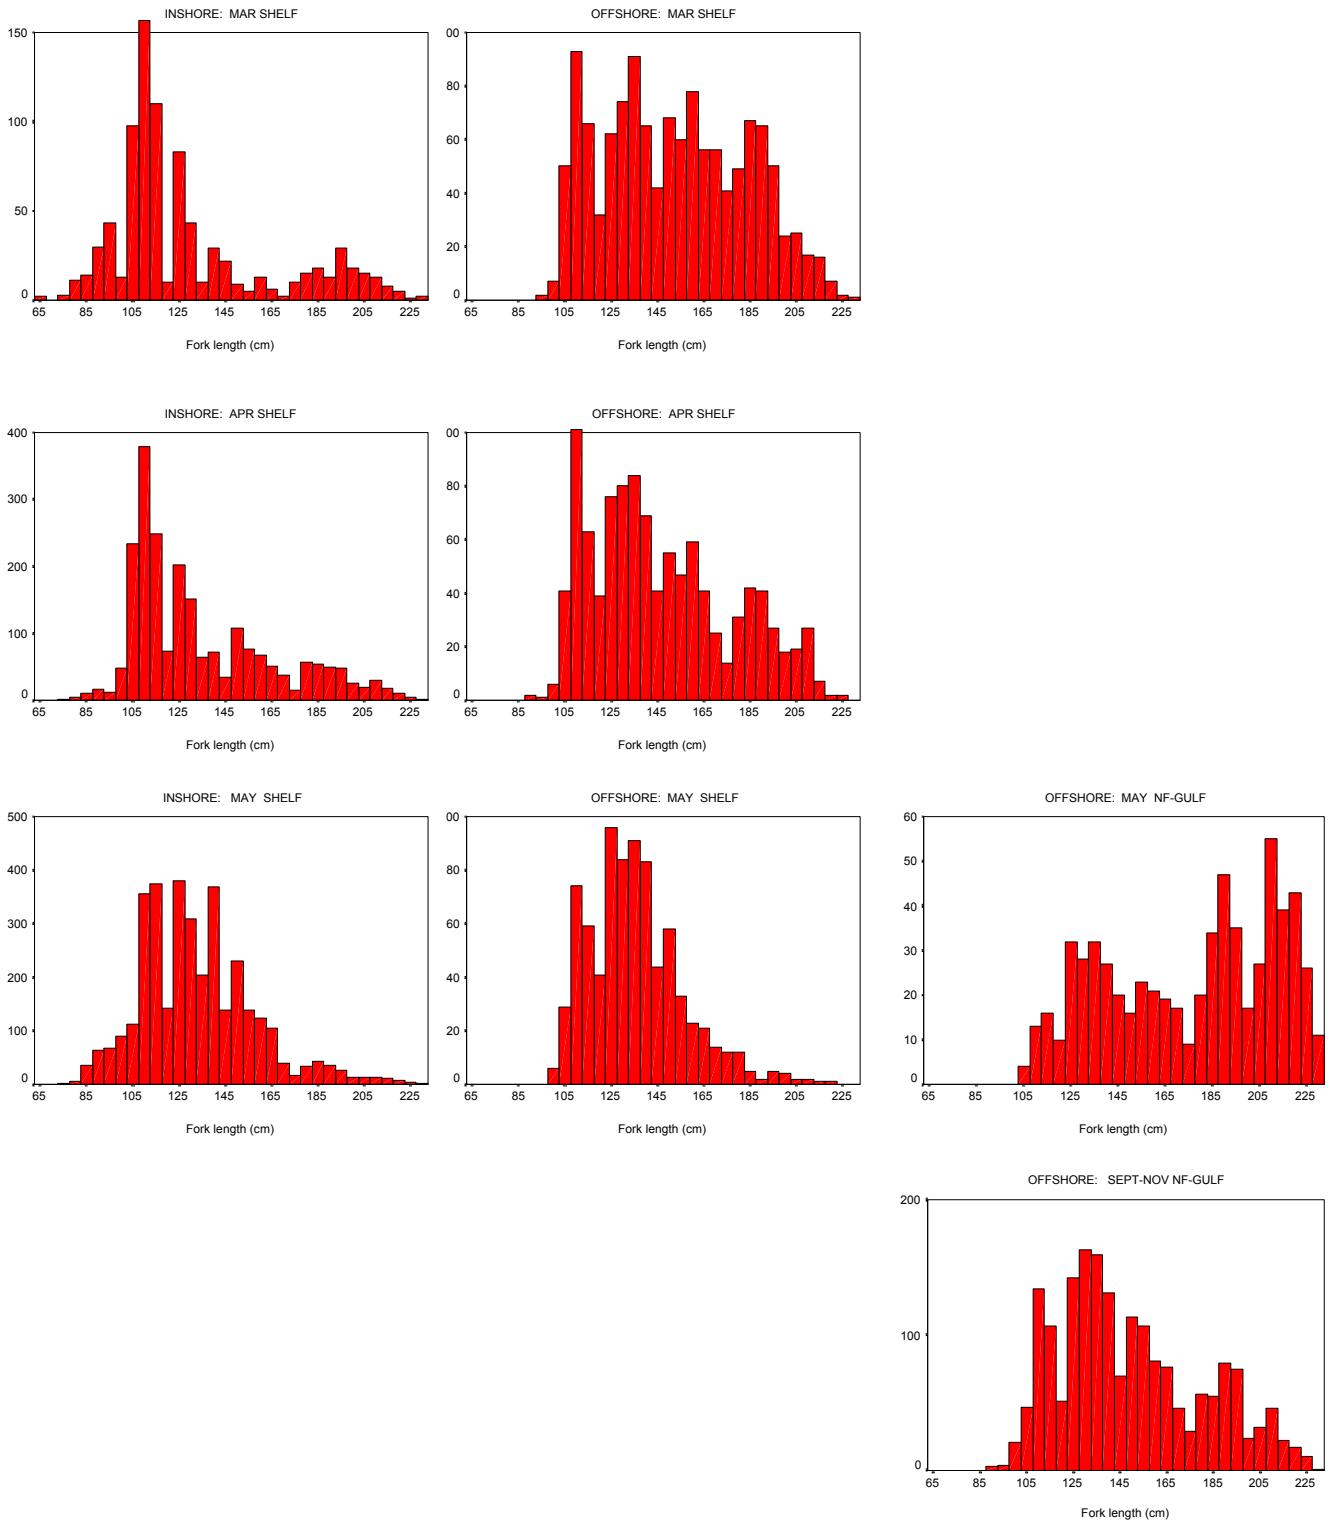 INSHORE: MAR SHELF
150
100
50
0
65 85 105 125 145 165 185 205 225
Fork length (cm)
OFFSHORE: MAR SHELF
00
80
60
40
20
0
65 85 105 125 145 165 185 205 225
Fork length (cm)
INSHORE: APR SHELF
400
300
200
100
0
65 85 105 125 145 165 185 205 225
Fork length (cm)
OFFSHORE: APR SHELF
00
80
60
40
20
0
65 85 105 125 145 165 185 205 225
Fork length (cm)
INSHORE: MAY SHELF
500
400
300
200
100
0
65 85 105 125 145 165 185 205 225
Fork length (cm)
OFFSHORE: MAY SHELF
00
80
60
40
20
0
65 85 105 125 145 165 185 205 225
Fork length (cm)
OFFSHORE: MAY NF-GULF
60
50
40
30
20
10
0
65 85 105 125 145 165 185 205 225
Fork length (cm)
OFFSHORE: SEPT-NOV NF-GULF
200
100
0
65 85 105 125 145 165 185 205 225
Fork length (cm)